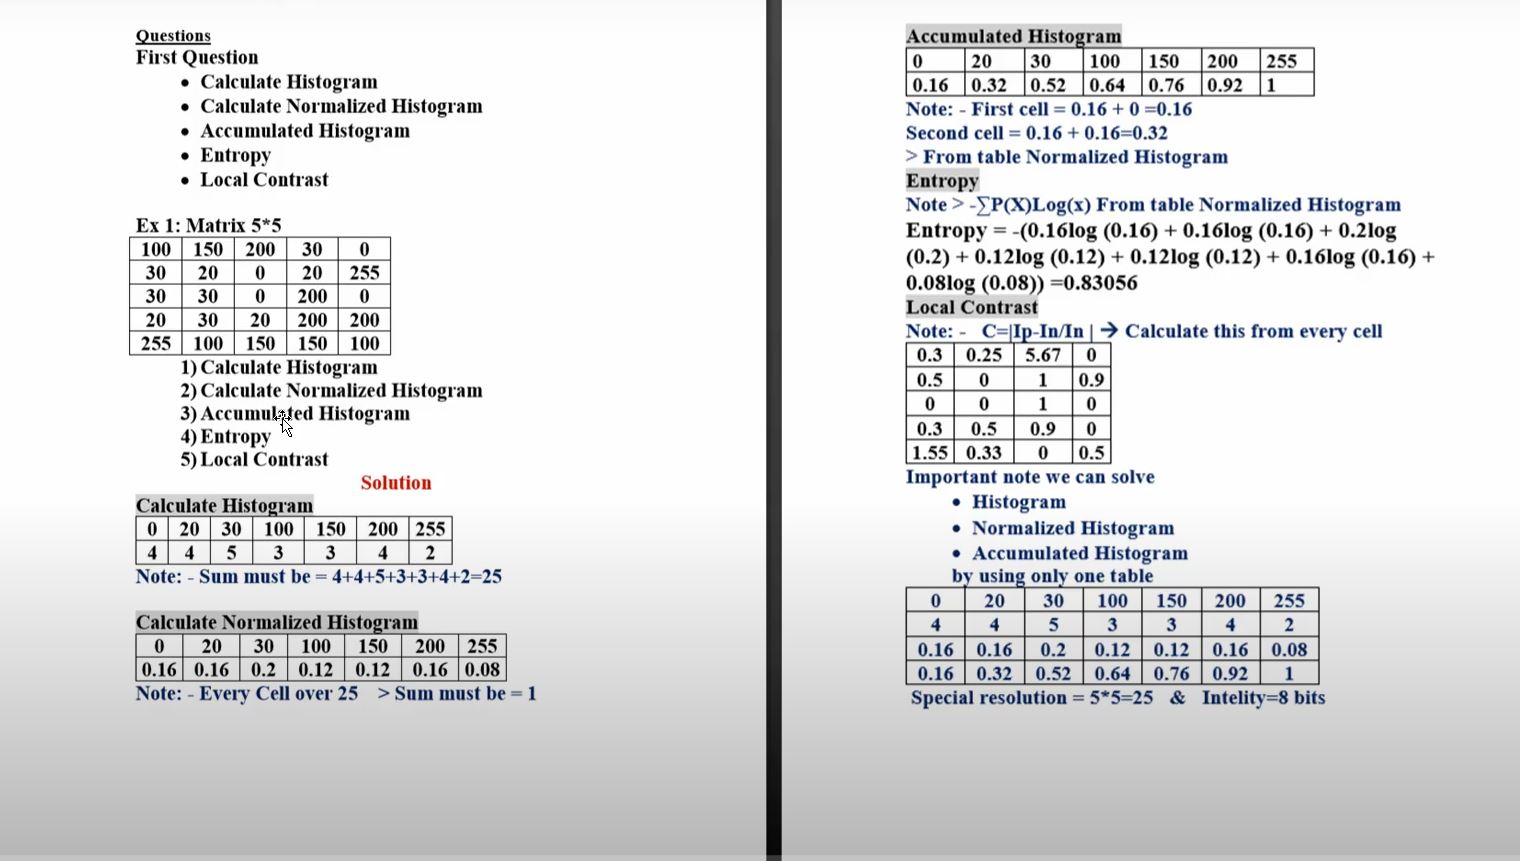 Questions
First Question
• Calculate Histogram
• Calculate Normalized Histogram
• Accumulated Histogram
• Entropy
• Local Contrast
Ex 1: Matrix 5*5
100 150 200 30 0
30 20 0 20 255
30 30 0 200 0
20 30 20 200 200
255 100 150 150 100
1) Calculate Histogram
2) Calculate Normalized Histogram
3) Accumulated Histogram
4) Entropy
5) Local Contrast
Solution
Calculate Histogram
0 20 30 100 150 200 255
4 4 5 3 3 4 2
Note: - Sum must be = 4+4+5+3+3+4+2=25
Calculate Normalized Histogram
0 20 30 100 150 200 255
0.16 0.16 0.2 0.12 0.12 0.16 0.08
Note: - Every Cell over 25 > Sum must be = 1
Accumulated Histogram
0 20 30 100 150 200 255
0.16 0.32 0.52 0.64 0.76 0.92 1
Note: - First cell = 0.16 + 0 =0.16
Second cell = 0.16 + 0.16=0.32
> From table Normalized Histogram
Entropy
Note > -∑P(X)Log(x) From table Normalized Histogram
Entropy = -(0.16log (0.16) + 0.16log (0.16) + 0.2log
(0.2) + 0.12log (0.12) + 0.12log (0.12) + 0.16log (0.16) +
0.08log (0.08)) =0.83056
Local Contrast
Note: - C=|Ip-In/In | → Calculate this from every cell
0.3 0.25 5.67 0
0.5 0 1 0.9
0 0 1 0
0.3 0.5 0.9 0
1.55 0.33 0 0.5
Important note we can solve
• Histogram
• Normalized Histogram
• Accumulated Histogram
by using only one table
0 20 30 100 150 200 255
4 4 5 3 3 4 2
0.16 0.16 0.2 0.12 0.12 0.16 0.08
0.16 0.32 0.52 0.64 0.76 0.92 1
Special resolution = 5*5=25 & Intelity=8 bits